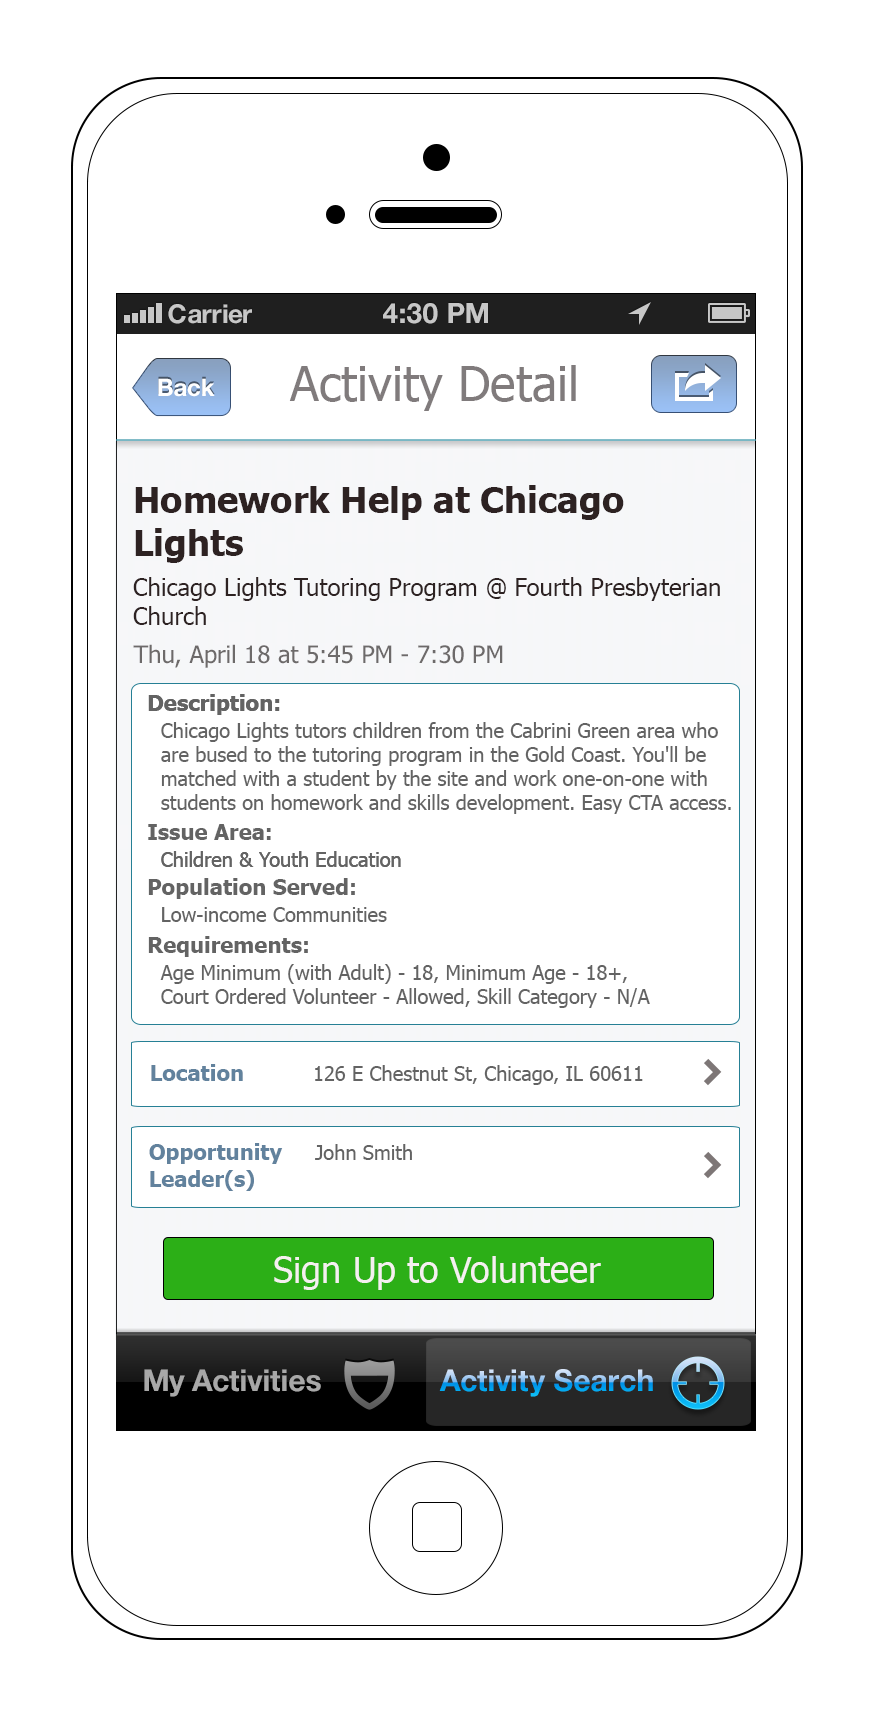 Carrier 4:30 PM
Back Activity Detail
Homework Help at Chicago
Lights
Chicago Lights Tutoring Program @ Fourth Presbyterian
Church
Thu, April 18 at 5:45 PM - 7:30 PM
Description:
Chicago Lights tutors children from the Cabrini Green area who
are bused to the tutoring program in the Gold Coast. You'll be
matched with a student by the site and work one-on-one with
students on homework and skills development. Easy CTA access.
Issue Area:
Children & Youth Education
Population Served:
Low-income Communities
Requirements:
Age Minimum (with Adult) - 18, Minimum Age - 18+,
Court Ordered Volunteer - Allowed, Skill Category - N/A
Location 126 E Chestnut St, Chicago, IL 60611
Opportunity John Smith
Leader(s)
Sign Up to Volunteer
My Activities Activity Search